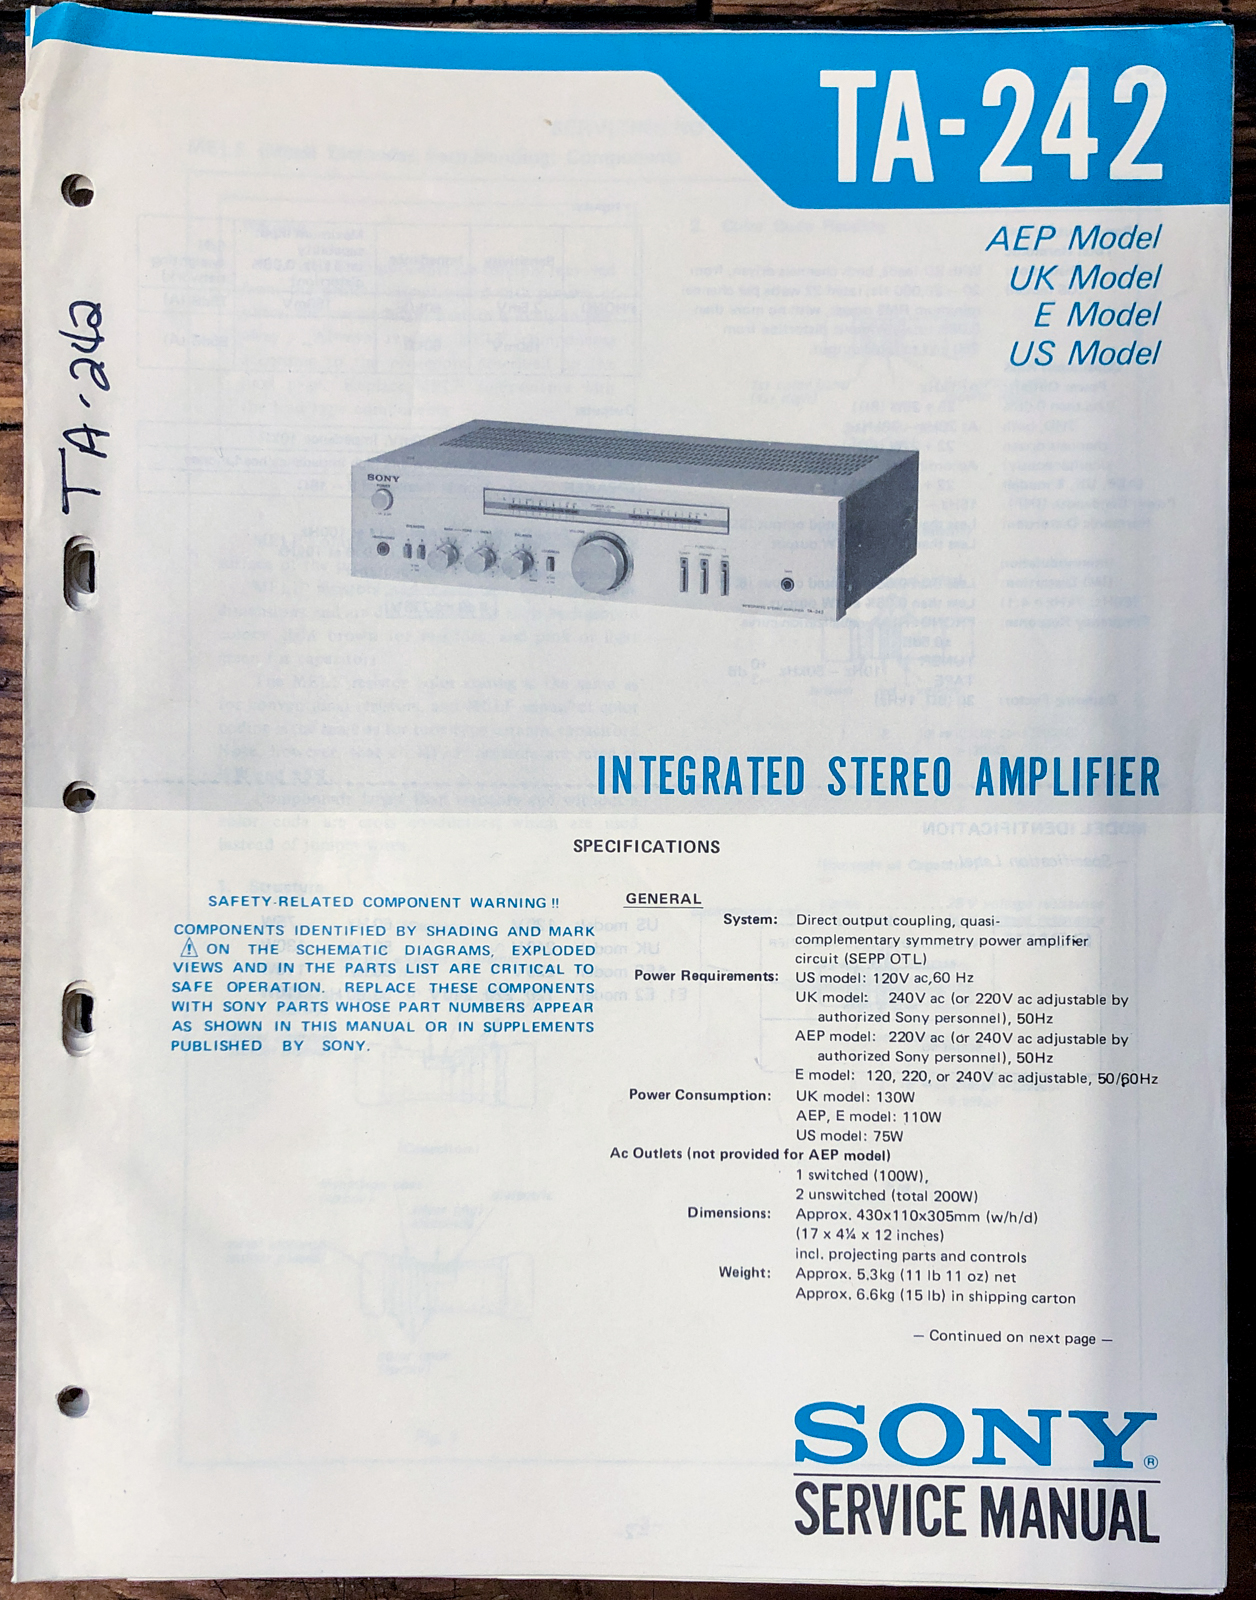 TA-242
AEP Model
UK Model
E Model
US Model
TA-242
SONY
INTEGRATED STEREO AMPLIFIER TA-242
INTEGRATED STEREO AMPLIFIER
SPECIFICATIONS
SAFETY-RELATED COMPONENT WARNING !!
COMPONENTS IDENTIFIED BY SHADING AND MARK
⚠ ON THE SCHEMATIC DIAGRAMS, EXPLODED
VIEWS AND IN THE PARTS LIST ARE CRITICAL TO
SAFE OPERATION. REPLACE THESE COMPONENTS
WITH SONY PARTS WHOSE PART NUMBERS APPEAR
AS SHOWN IN THIS MANUAL OR IN SUPPLEMENTS
PUBLISHED BY SONY.
GENERAL
System: Direct output coupling, quasi-
complementary symmetry power amplifier
circuit (SEPP OTL)
Power Requirements: US model: 120V ac,60 Hz
UK model: 240V ac (or 220V ac adjustable by
authorized Sony personnel), 50Hz
AEP model: 220V ac (or 240V ac adjustable by
authorized Sony personnel), 50Hz
E model: 120, 220, or 240V ac adjustable, 50/60Hz
Power Consumption: UK model: 130W
AEP, E model: 110W
US model: 75W
Ac Outlets (not provided for AEP model)
1 switched (100W),
2 unswitched (total 200W)
Dimensions: Approx. 430x110x305mm (w/h/d)
(17 x 4¼ x 12 inches)
incl. projecting parts and controls
Weight: Approx. 5.3kg (11 lb 11 oz) net
Approx. 6.6kg (15 lb) in shipping carton
— Continued on next page —
SONY®
SERVICE MANUAL